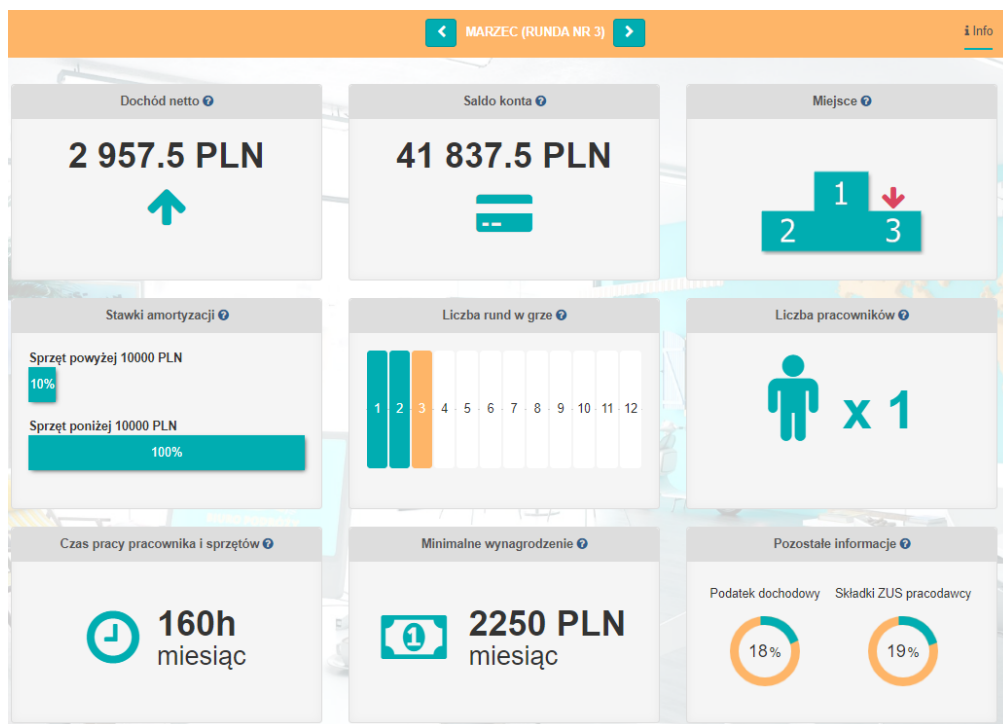 MARZEC (RUNDA NR 3)
i Info
Dochód netto ?
Saldo konta ?
Miejsce ?
2 957.5 PLN
41 837.5 PLN
1
2
3
Stawki amortyzacji ?
Liczba rund w grze ?
Liczba pracowników ?
Sprzęt powyżej 10000 PLN
10%
Sprzęt poniżej 10000 PLN
100%
1 2 3 4 5 6 7 8 9 10 11 12
x 1
Czas pracy pracownika i sprzętów ?
Minimalne wynagrodzenie ?
Pozostałe informacje ?
160h
miesiąc
1
2250 PLN
miesiąc
Podatek dochodowy
Składki ZUS pracodawcy
18%
19%